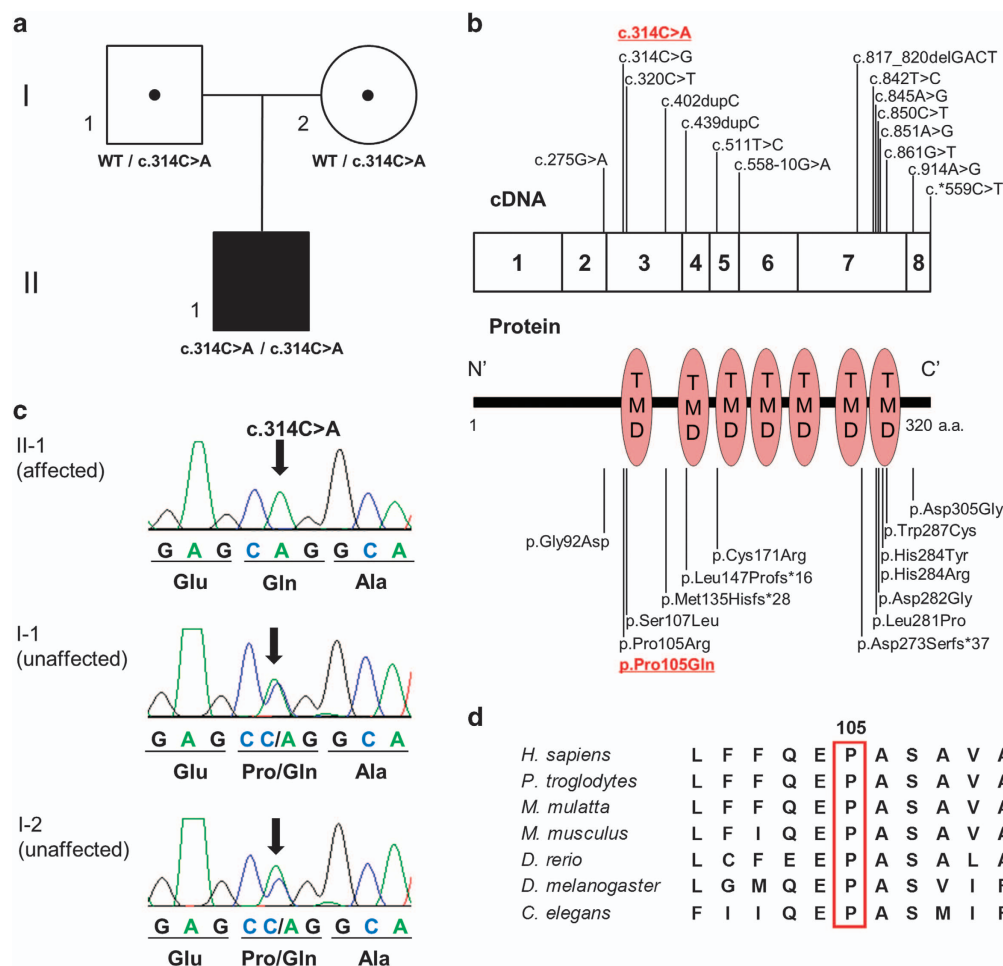 a
I
1
2
WT / c.314C>A
WT / c.314C>A
II
1
c.314C>A / c.314C>A
b
c.314C>A
c.314C>G
c.320C>T
c.402dupC
c.439dupC
c.511T>C
c.558-10G>A
c.275G>A
c.817_820delGACT
c.842T>C
c.845A>G
c.850C>T
c.851A>G
c.861G>T
c.914A>G
c.*559C>T
cDNA
1 2 3 4 5 6 7 8
Protein
N' C'
TMD TMD TMD TMD TMD TMD TMD
1 320 a.a.
p.Gly92Asp
p.Cys171Arg
p.Leu147Profs*16
p.Met135Hisfs*28
p.Ser107Leu
p.Pro105Arg
p.Pro105Gln
p.Asp305Gly
p.Trp287Cys
p.His284Tyr
p.His284Arg
p.Asp282Gly
p.Leu281Pro
p.Asp273Serfs*37
c
c.314C>A
II-1
(affected)
G A G C A G G C A
Glu Gln Ala
I-1
(unaffected)
G A G C C/A G G C A
Glu Pro/Gln Ala
I-2
(unaffected)
G A G C C/A G G C A
Glu Pro/Gln Ala
d
105
H. sapiens L F F Q E P A S A V A
P. troglodytes L F F Q E P A S A V A
M. mulatta L F F Q E P A S A V A
M. musculus L F I Q E P A S A V A
D. rerio L C F E E P A S A L A
D. melanogaster L G M Q E P A S V I F
C. elegans F I I Q E P A S M I F